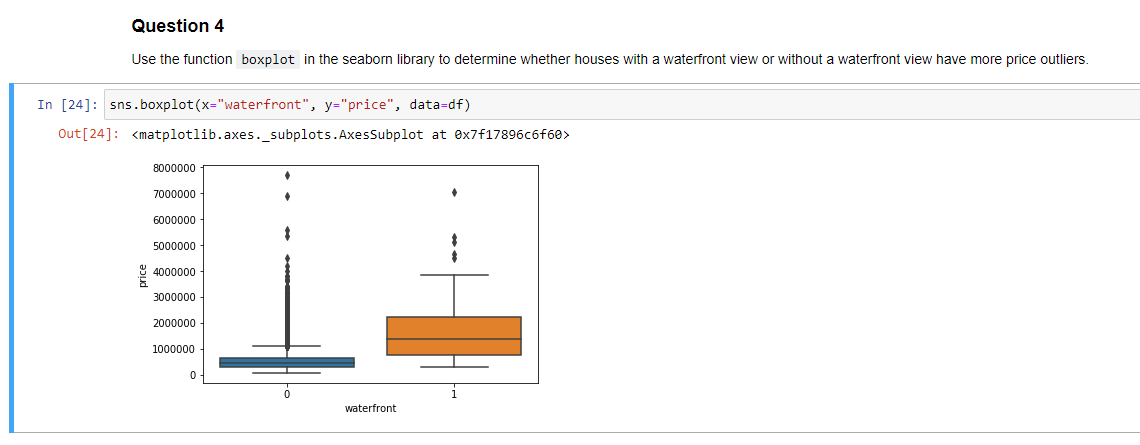 Question 4
Use the function boxplot in the seaborn library to determine whether houses with a waterfront view or without a waterfront view have more price outliers.
In [24]: sns.boxplot(x="waterfront", y="price", data=df)
Out[24]: <matplotlib.axes._subplots.AxesSubplot at 0x7f17896c6f60>
8000000
7000000
6000000
5000000
4000000
3000000
2000000
1000000
0
price
0 1
waterfront